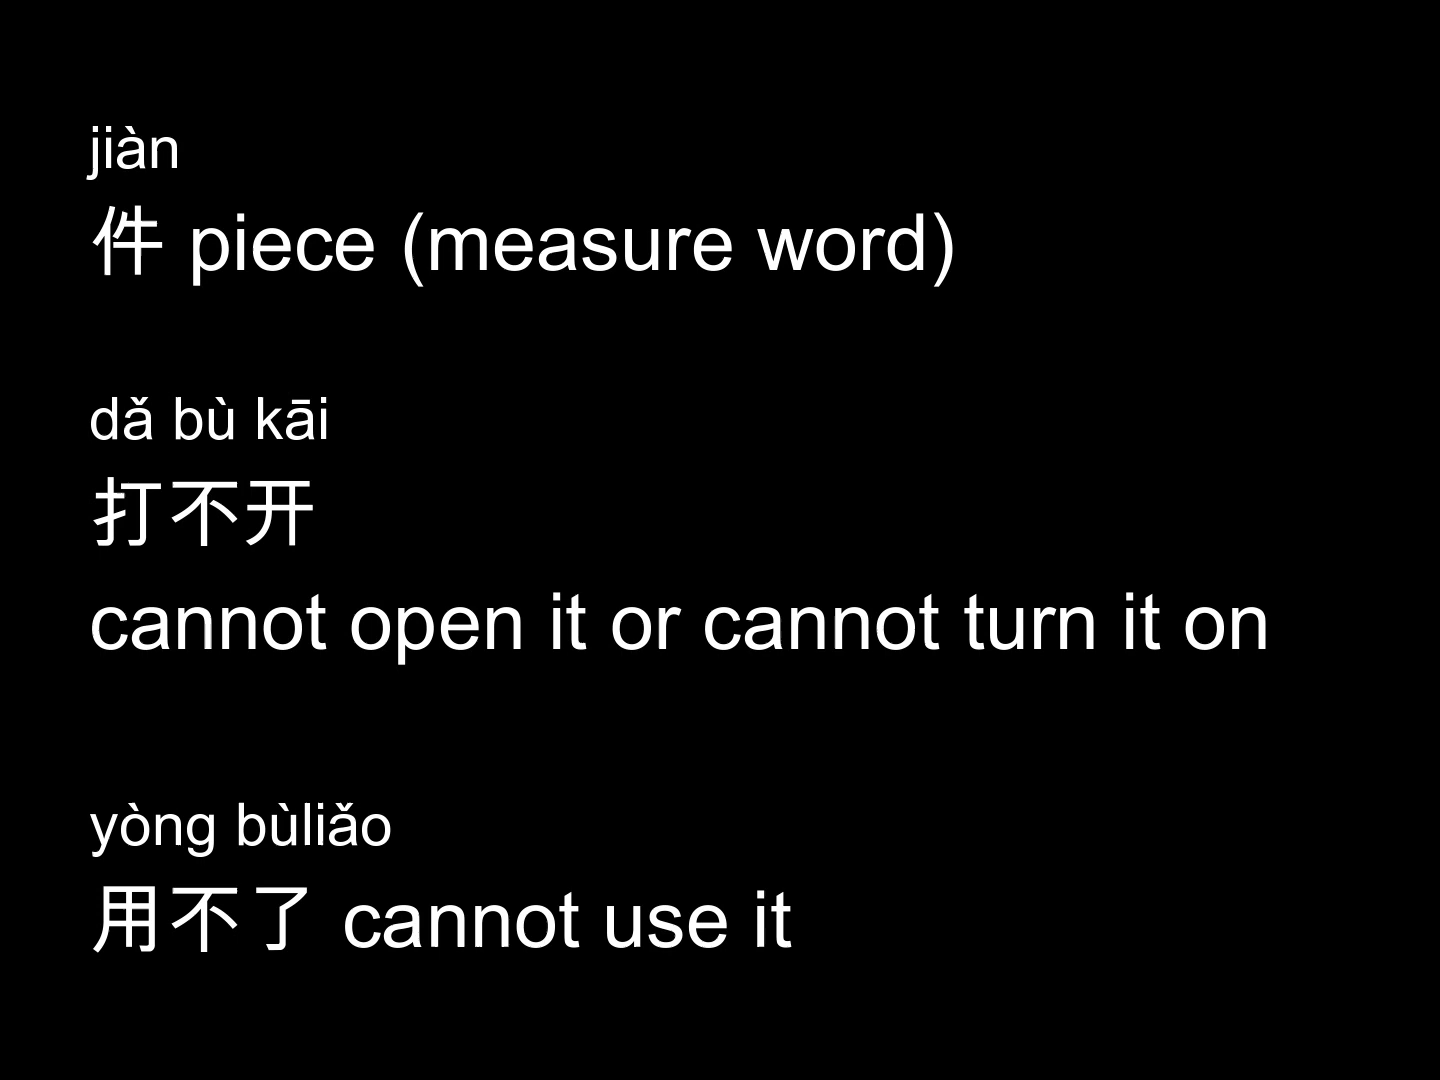 jiàn
件 piece (measure word)
dǎ bù kāi
打不开
cannot open it or cannot turn it on
yòng bùliǎo
用不了 cannot use it